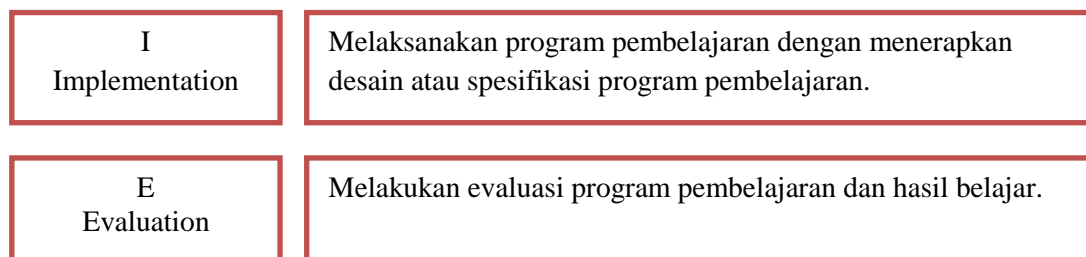 I
Implementation
Melaksanakan program pembelajaran dengan menerapkan
desain atau spesifikasi program pembelajaran.
E
Evaluation
Melakukan evaluasi program pembelajaran dan hasil belajar.